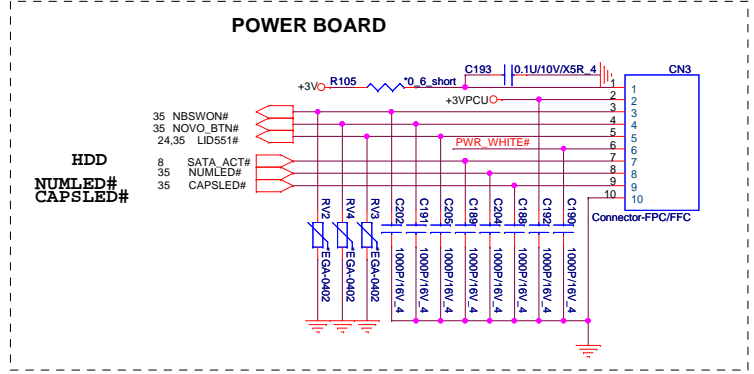 POWER BOARD
C193 0.1U/10V/X5R_4 CN3
+3V R105 *0_6_short
+3VPCU
35 NBSWON#
35 NOVO_BTN#
24,35 LID551#
PWR_WHITE#
HDD
8 SATA_ACT#
35 NUMLED#
35 CAPSLED#
NUMLED#
CAPSLED#
1 1
2 2
3 3
4 4
5 5
6 6
7 7
8 8
9 9
10 10
Connector-FPC/FFC
RV2 *EGA-0402
RV4 *EGA-0402
RV3 *EGA-0402
C202 1000P/16V_4
C191 1000P/16V_4
C205 1000P/16V_4
C189 1000P/16V_4
C204 1000P/16V_4
C188 1000P/16V_4
C192 1000P/16V_4
C190 1000P/16V_4